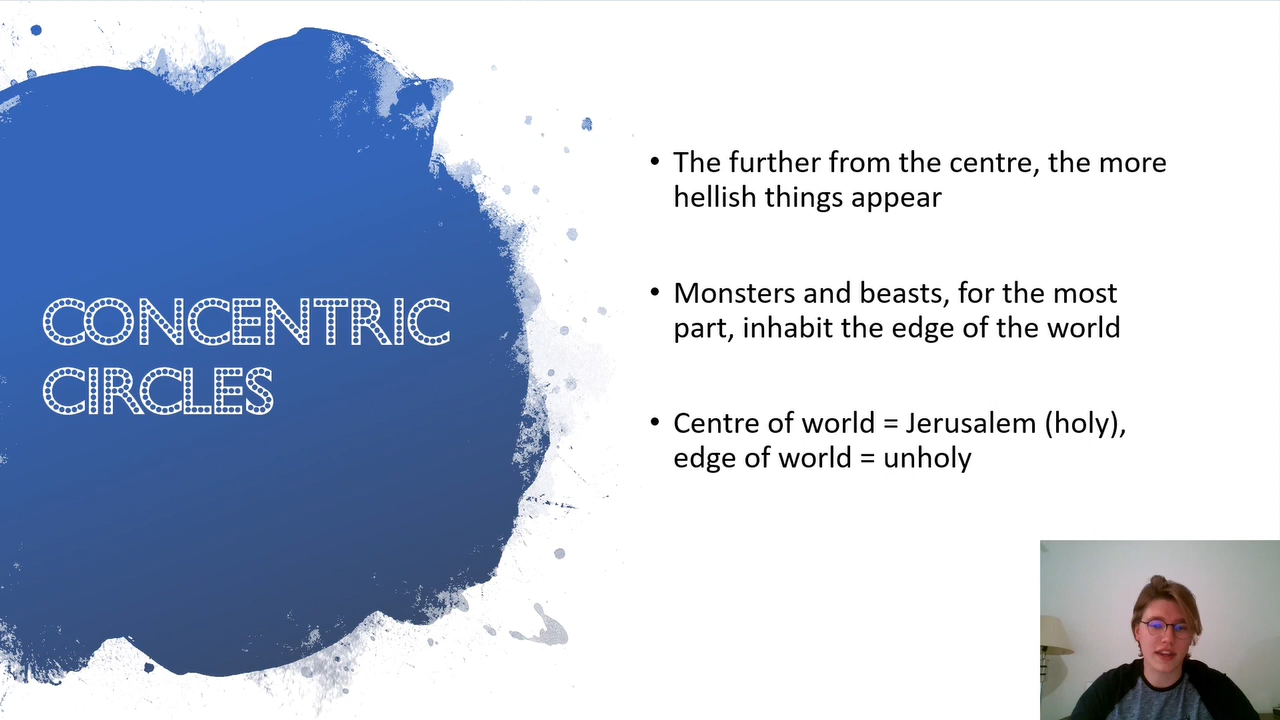 CONCENTRIC
CIRCLES
• The further from the centre, the more
hellish things appear
• Monsters and beasts, for the most
part, inhabit the edge of the world
• Centre of world = Jerusalem (holy),
edge of world = unholy